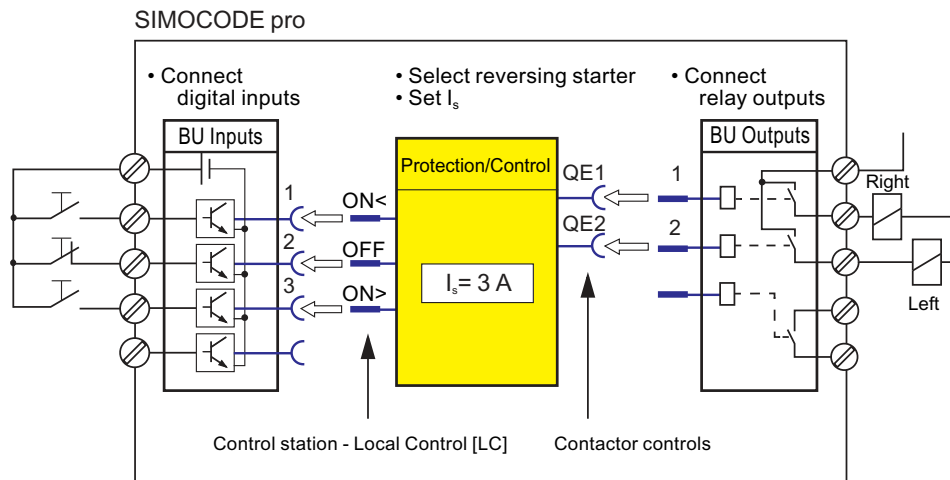 SIMOCODE pro
• Connect
digital inputs
• Select reversing starter
• Set Is
• Connect
relay outputs
BU Inputs
Protection/Control
BU Outputs
1
ON<
QE1
1
Right
2
OFF
QE2
2
3
ON>
Is= 3 A
Left
Control station - Local Control [LC]
Contactor controls